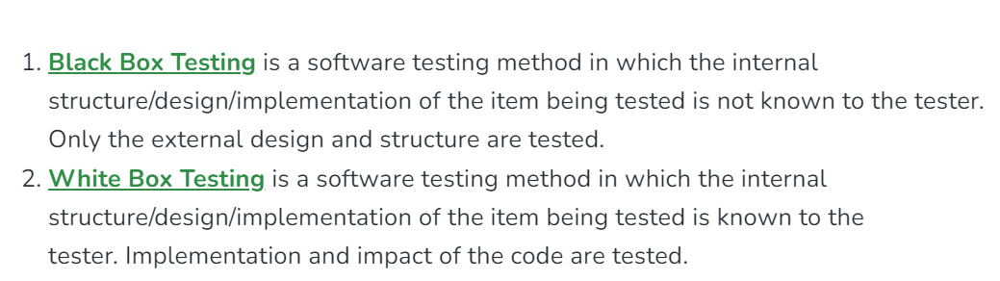 1. Black Box Testing is a software testing method in which the internal
structure/design/implementation of the item being tested is not known to the tester.
Only the external design and structure are tested.
2. White Box Testing is a software testing method in which the internal
structure/design/implementation of the item being tested is known to the
tester. Implementation and impact of the code are tested.